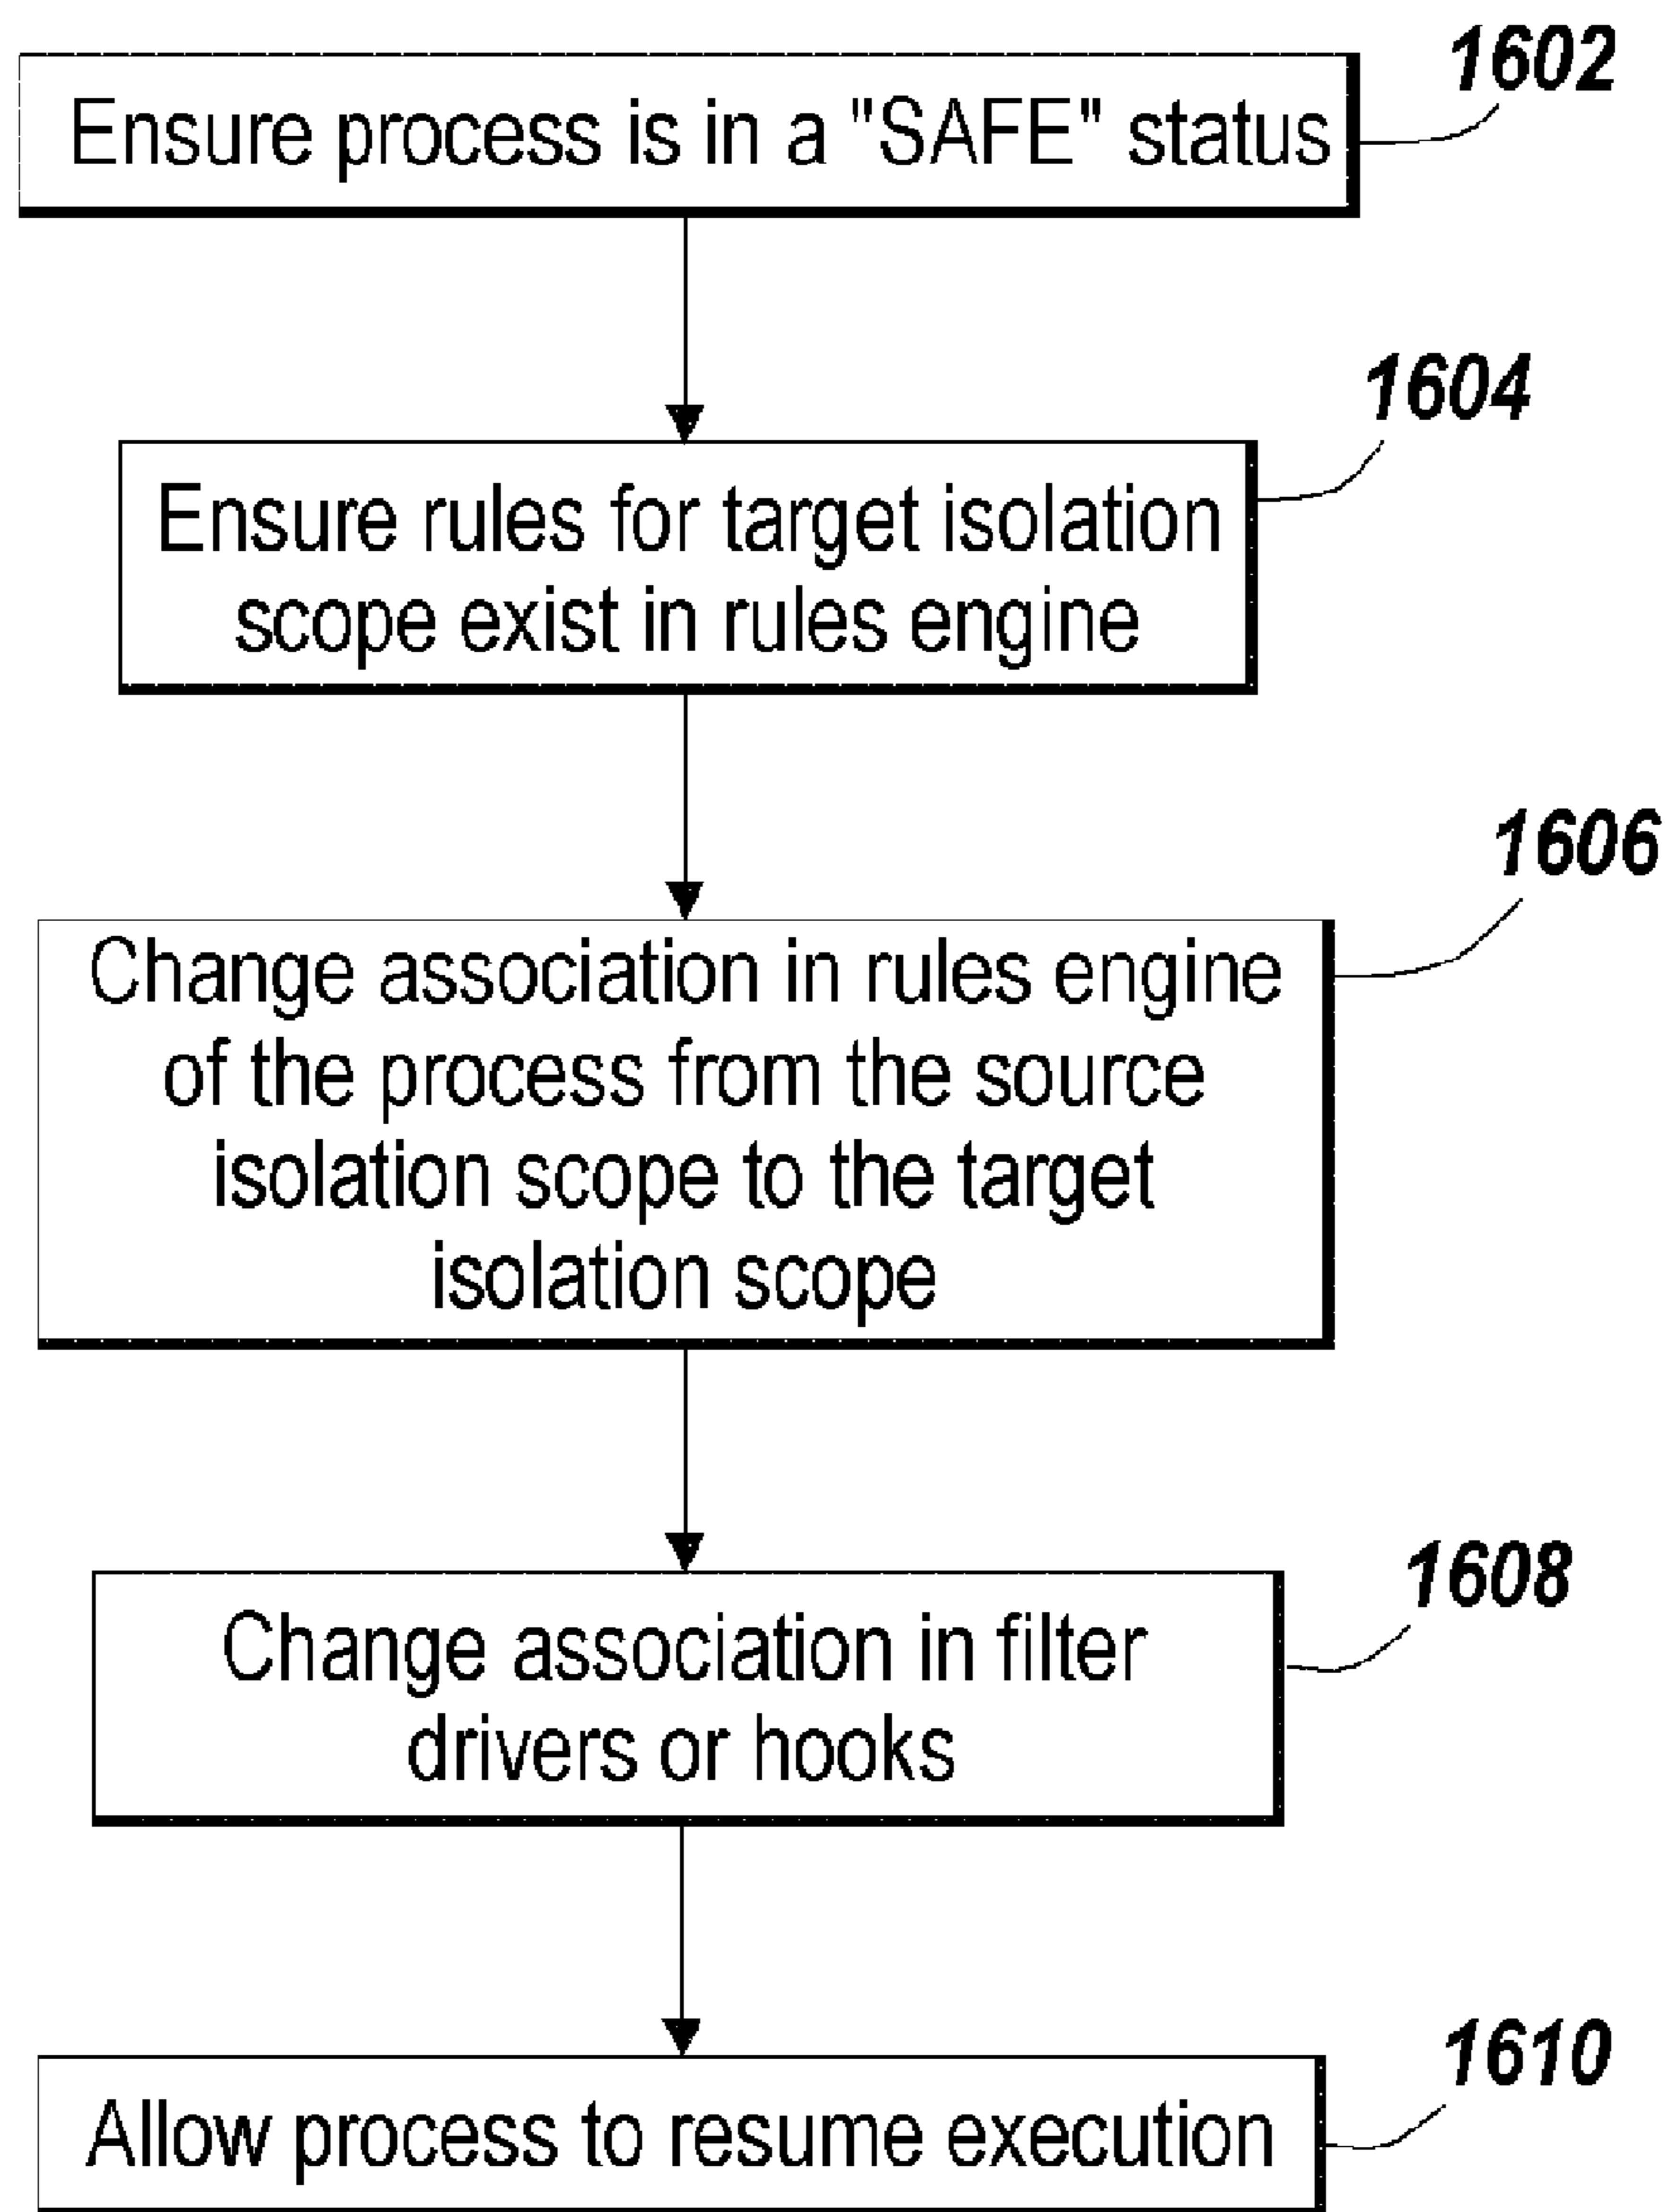 1602
Ensure process is in a "SAFE" status
1604
Ensure rules for target isolation
scope exist in rules engine
1606
Change association in rules engine
of the process from the source
isolation scope to the target
isolation scope
1608
Change association in filter
drivers or hooks
1610
Allow process to resume execution